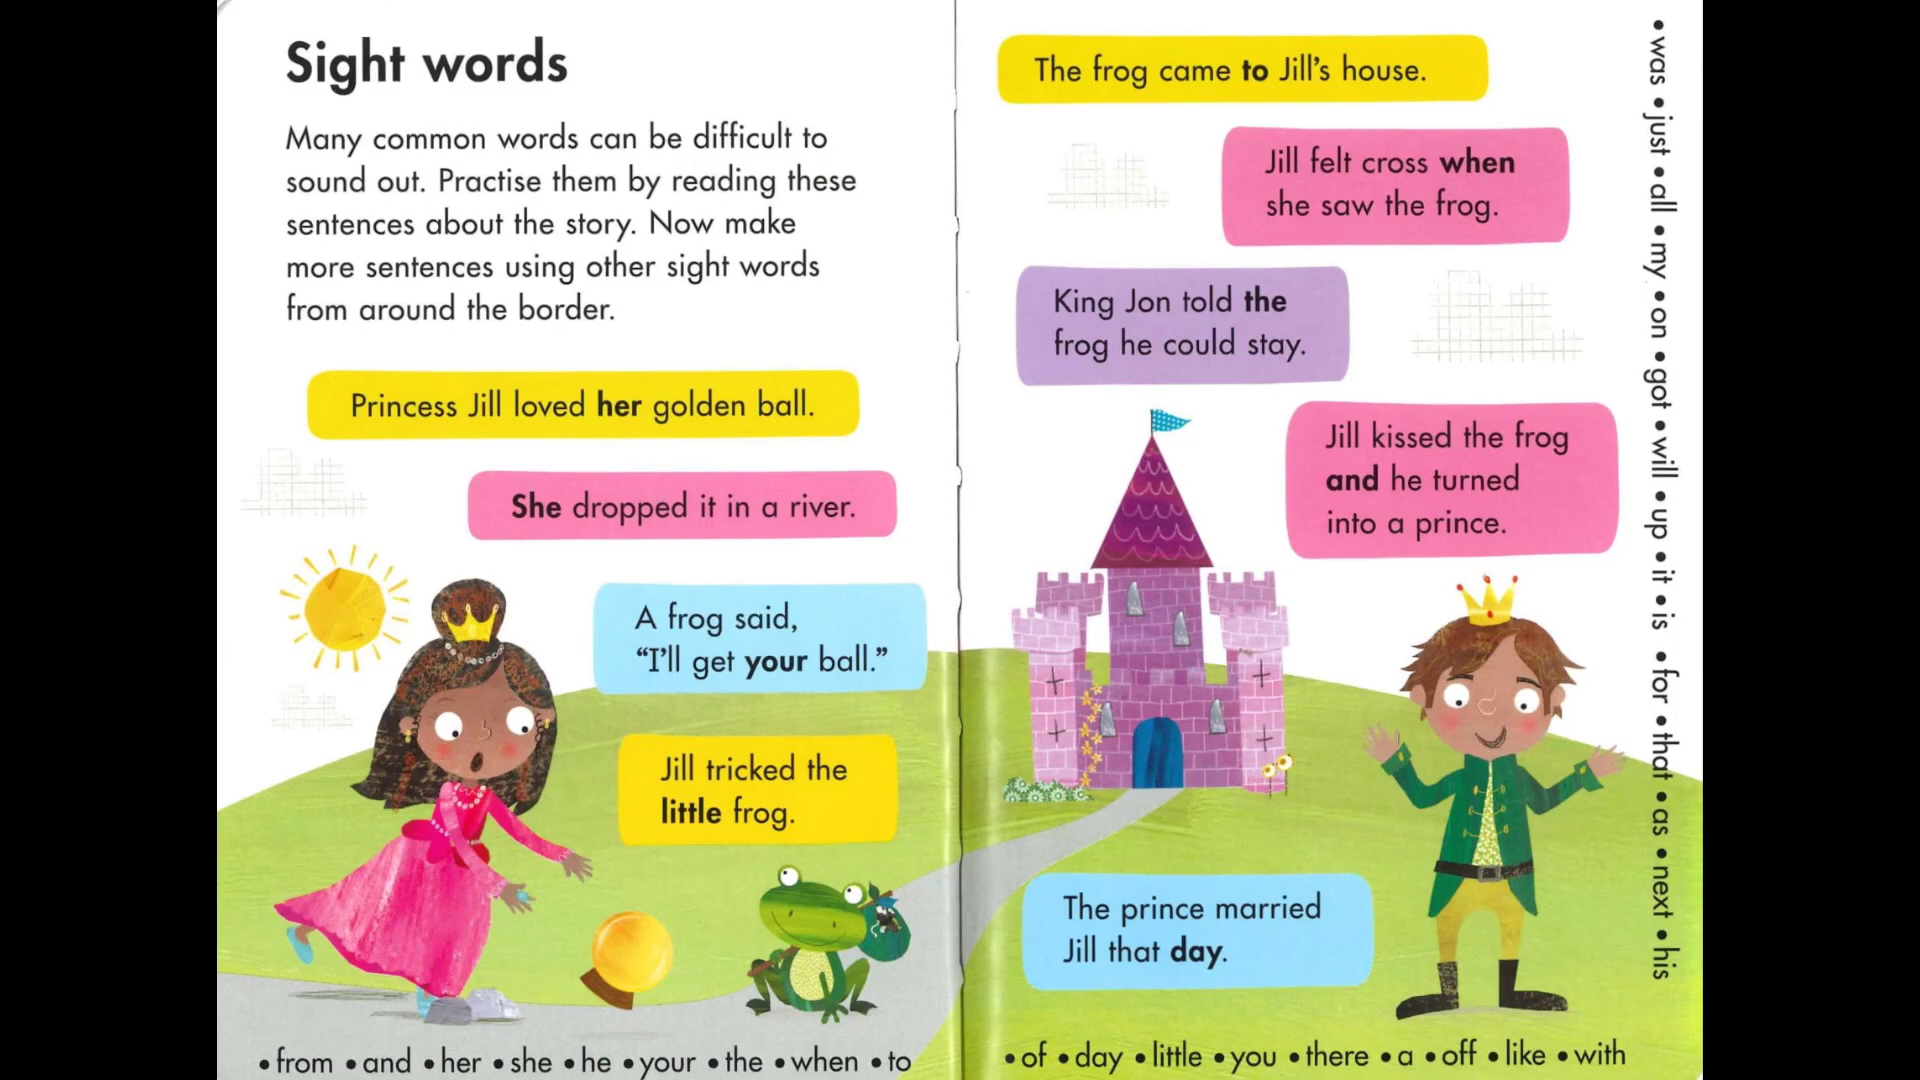 Sight words
Many common words can be difficult to
sound out. Practise them by reading these
sentences about the story. Now make
more sentences using other sight words
from around the border.
Princess Jill loved her golden ball.
She dropped it in a river.
A frog said,
“I’ll get your ball.”
Jill tricked the
little frog.
• from • and • her • she • he • your • the • when • to
The frog came to Jill’s house.
Jill felt cross when
she saw the frog.
King Jon told the
frog he could stay.
Jill kissed the frog
and he turned
into a prince.
The prince married
Jill that day.
• of • day • little • you • there • a • off • like • with
• was • just • all • my • on • got • will • up • it • is • for • that • as • next • his